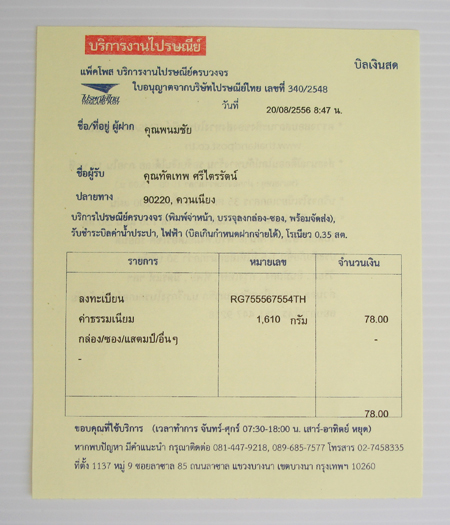 บริการงานไปรษณีย์
แพ็คโพส บริการงานไปรษณีย์ครบวงจร
บิลเงินสด
ไปรษณีย์ไทย ใบอนุญาตจากบริษัทไปรษณีย์ไทย เลขที่ 340/2548
วันที่ 20/08/2556 8:47 น.
ชื่อ/ที่อยู่ ผู้ฝาก คุณพนมชัย
ชื่อผู้รับ คุณทัตเทพ ศรีไตรรัตน์
ปลายทาง 90220, ควนเนียง
บริการไปรษณีย์ครบวงจร (พิมพ์จ่าหน้า, บรรจุลงกล่อง-ซอง, พร้อมจัดส่ง),
รับชำระบิลค่าน้ำประปา, ไฟฟ้า (บิลเกินกำหนดฝากจ่ายได้), โรเนียว 0.35 สต.
รายการ หมายเลข จำนวนเงิน
ลงทะเบียน RG755567554TH
ค่าธรรมเนียม 1,610 กรัม 78.00
กล่อง/ซอง/แสตมป์/อื่นๆ -
-
78.00
ขอบคุณที่ใช้บริการ (เวลาทำการ จันทร์-ศุกร์ 07:30-18:00 น. เสาร์-อาทิตย์ หยุด)
หากพบปัญหา มีคำแนะนำ กรุณาติดต่อ 081-447-9218, 089-685-7577 โทรสาร 02-7458335
ที่ตั้ง 1137 หมู่ 9 ซอยลาซาล 85 ถนนลาซาล แขวงบางนา เขตบางนา กรุงเทพฯ 10260